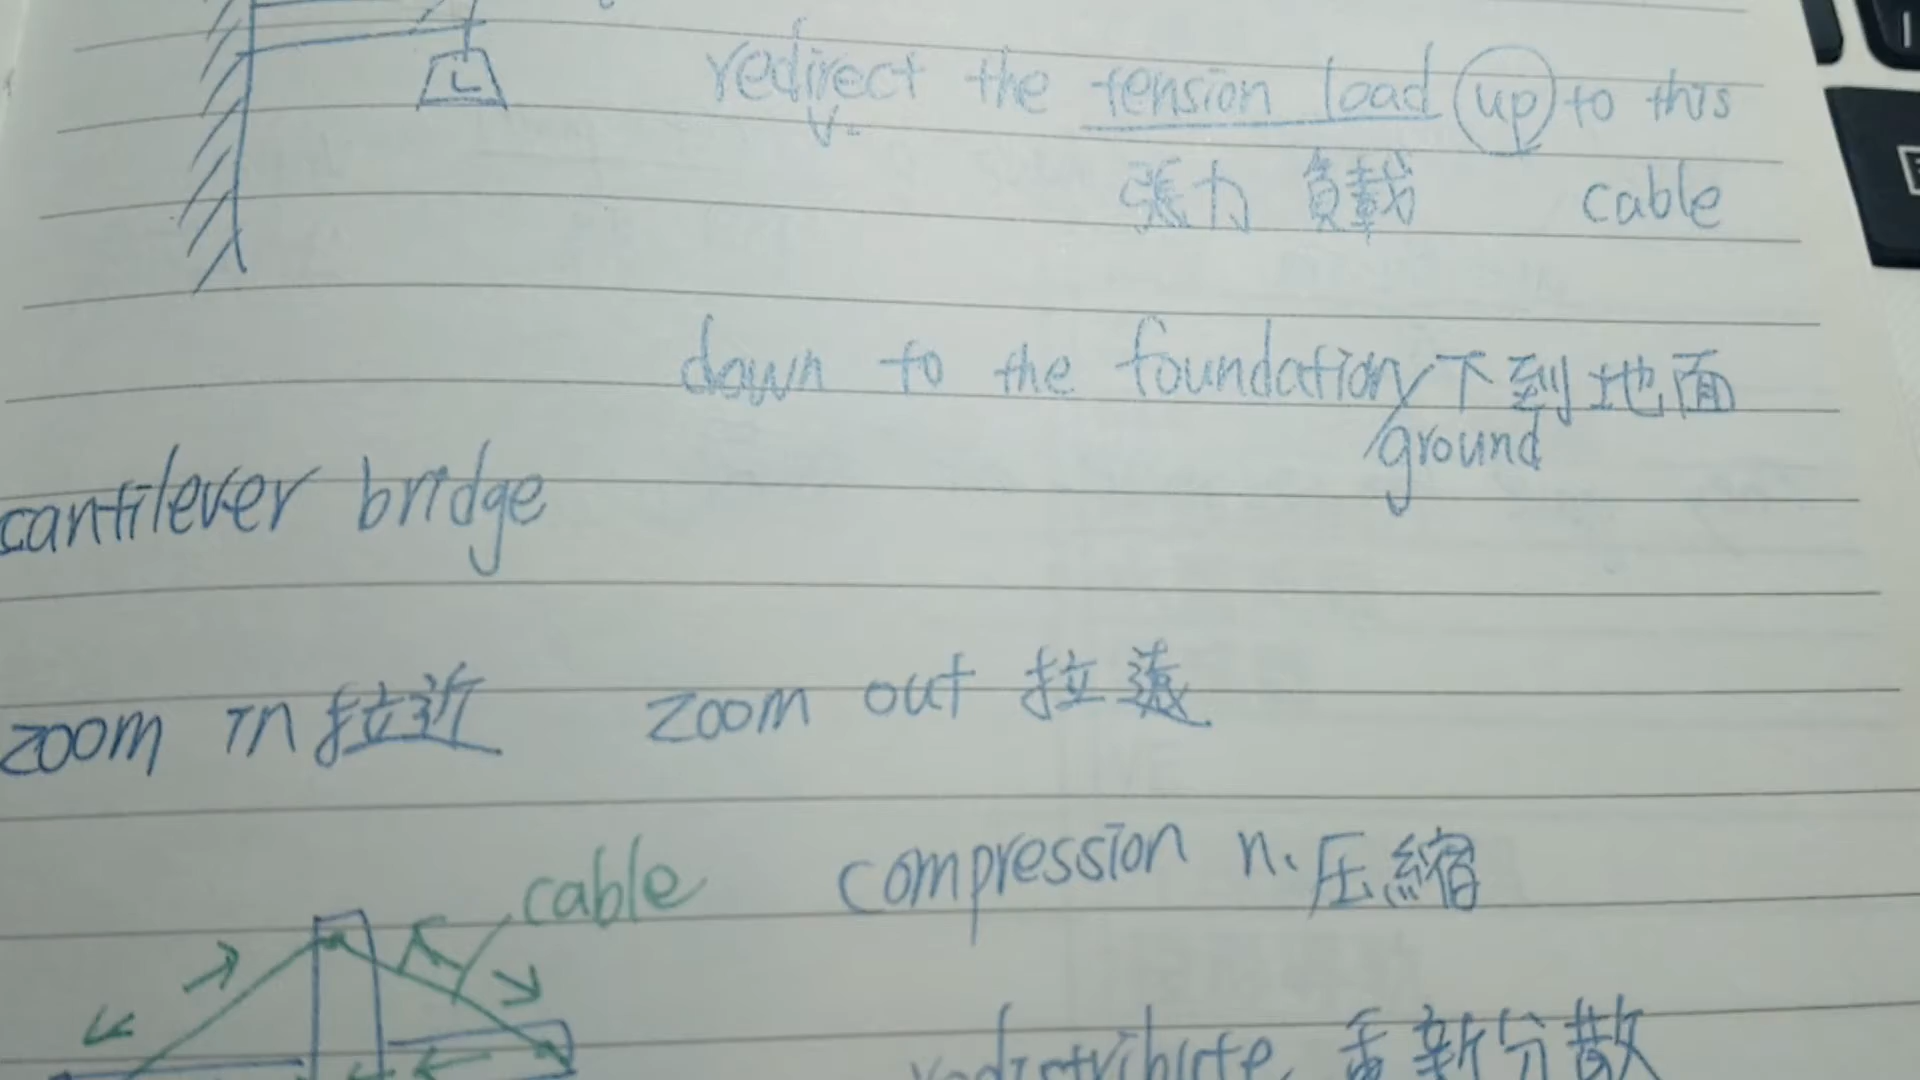 L
redirect the tension load up to this
v.
張力 負載 cable
down to the foundation/下到地面
ground
cantilever bridge
zoom in 拉近 zoom out 拉遠
cable compression n. 压縮
redistribute 重新分散